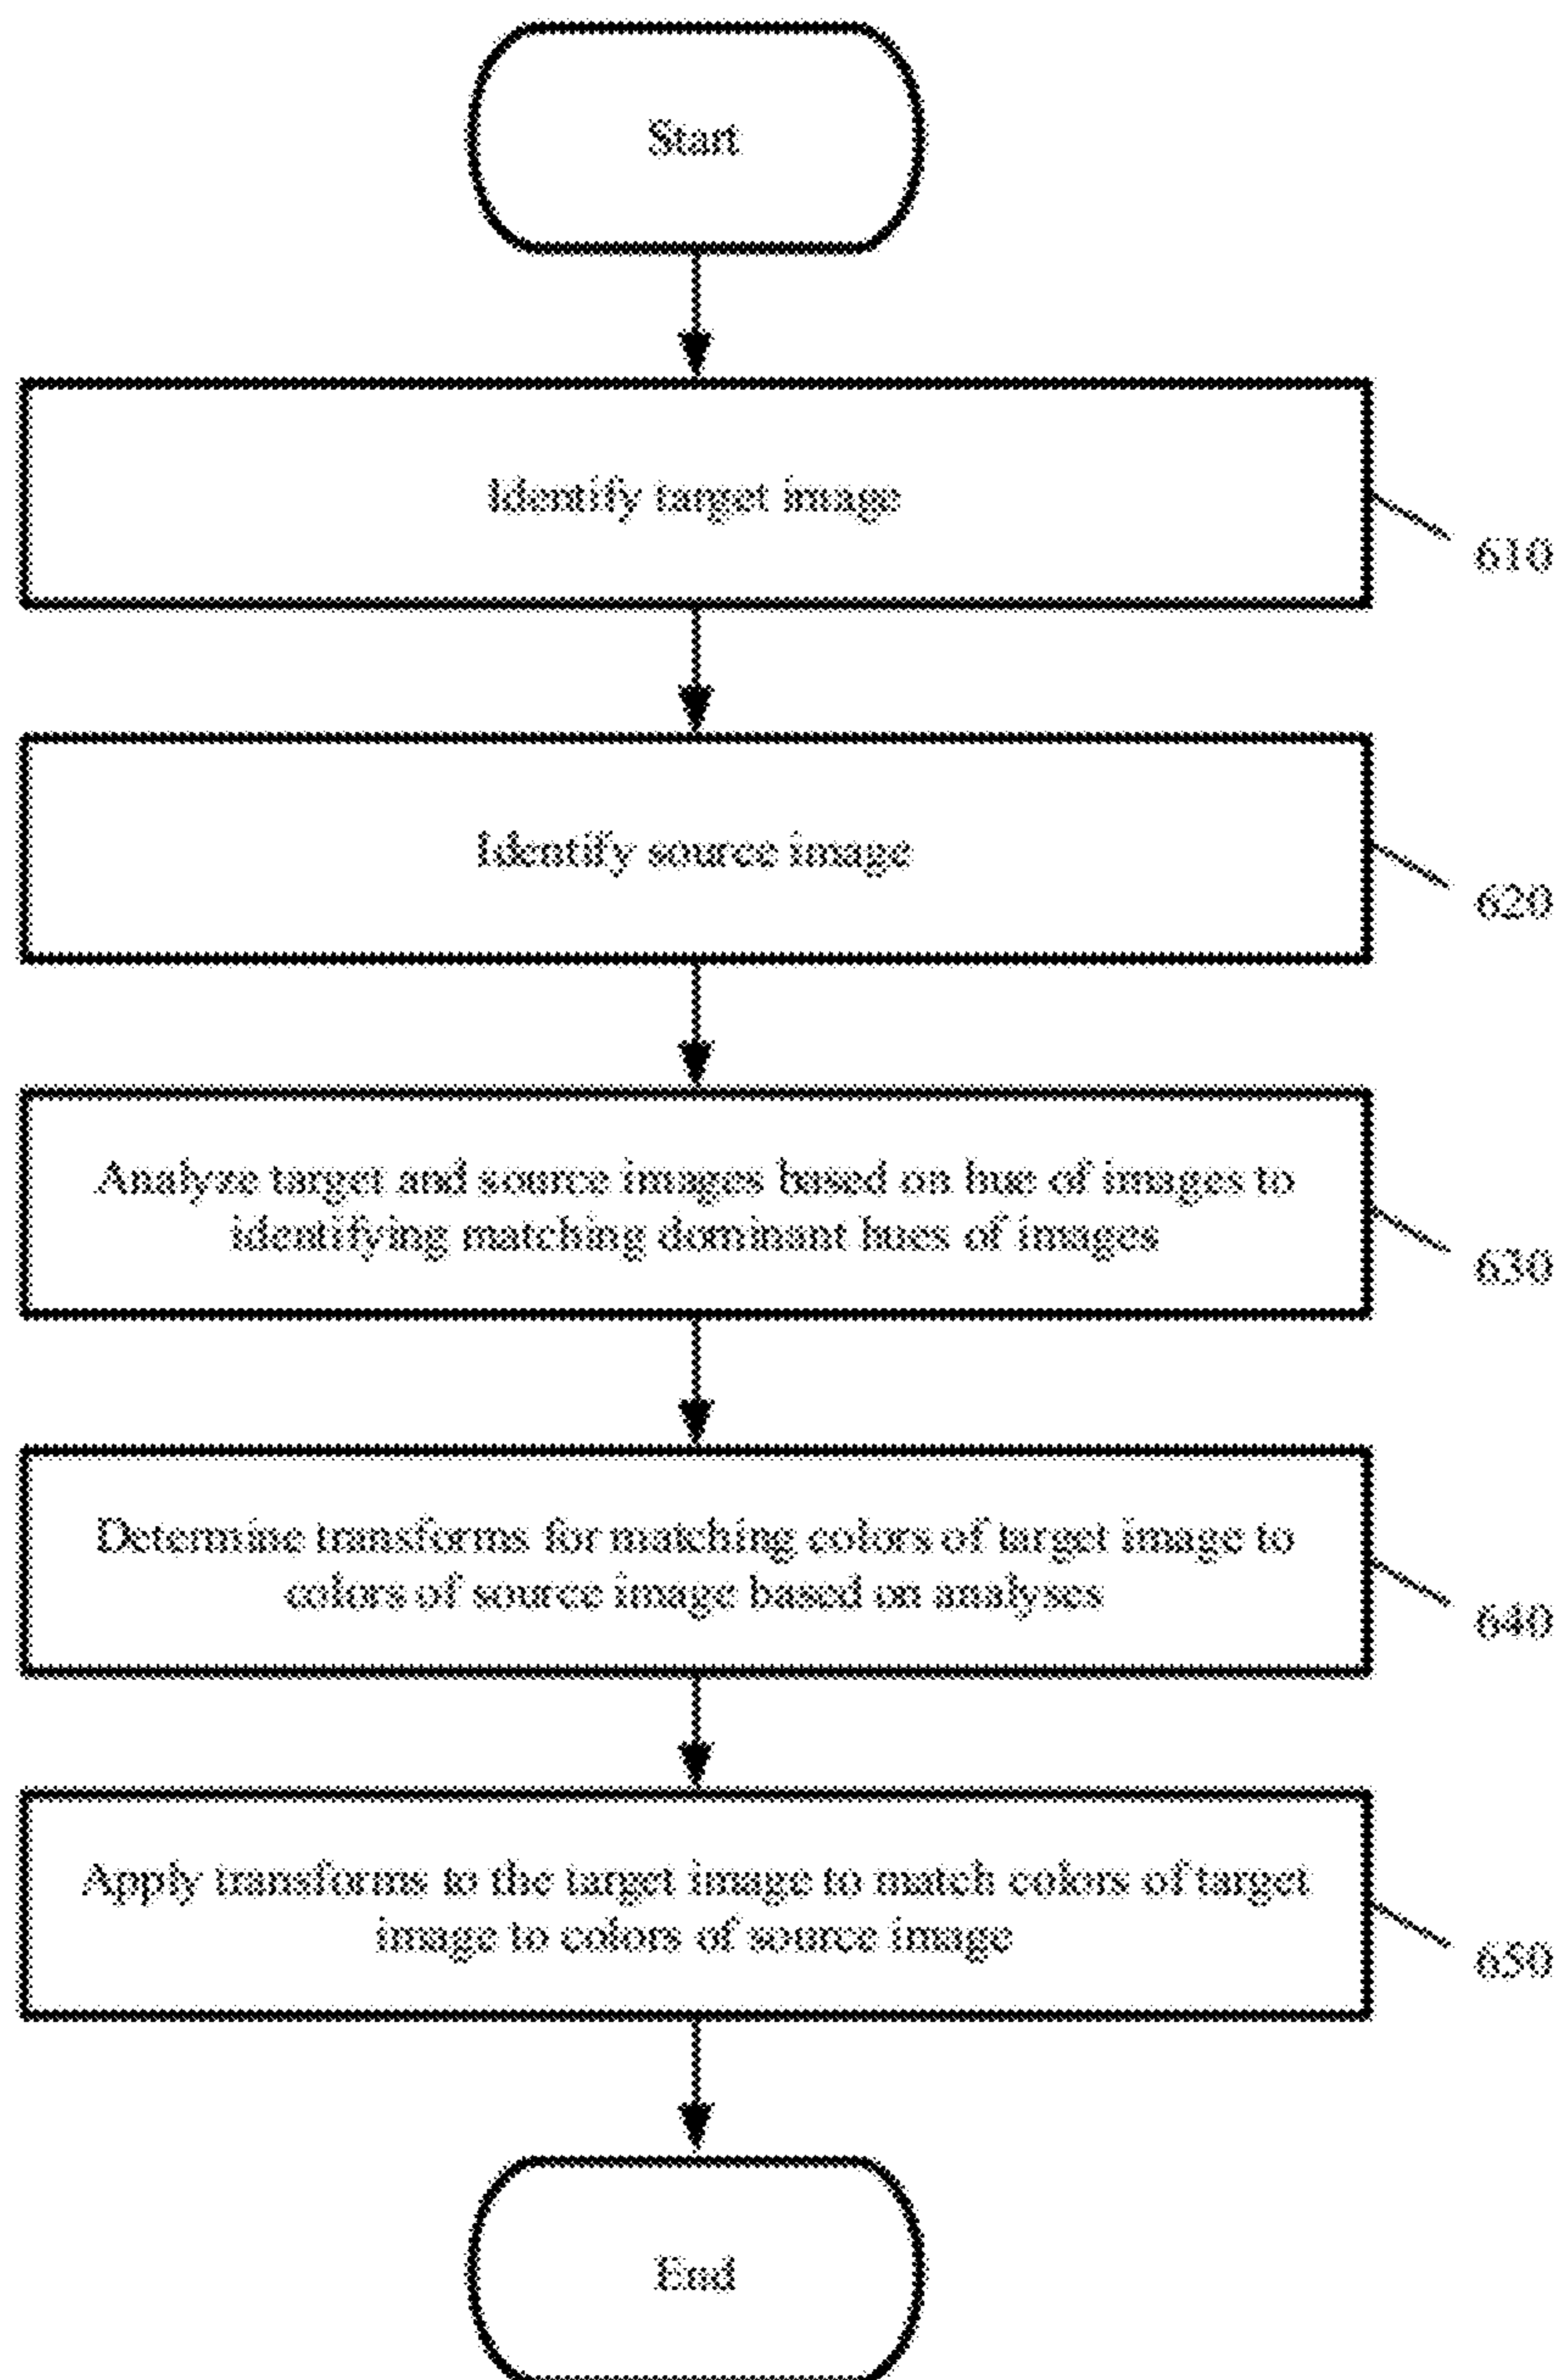 Start
Identify target image
610
Identify source image
620
Analyze target and source images based on hue of images to
identifying matching dominant hues of images
630
Determine transforms for matching colors of target image to
colors of source image based on analyses
640
Apply transforms to the target image to match colors of target
image to colors of source image
650
End